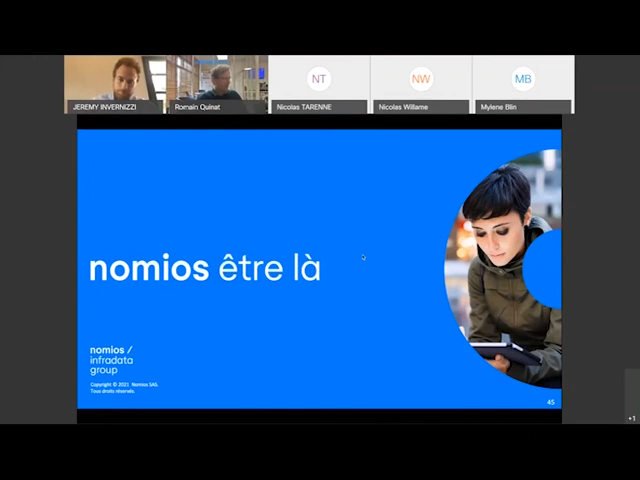 JEREMY INVERNIZZI
Romain Quinat
NT
Nicolas TARENNE
NW
Nicolas Willame
MB
Mylene Blin
nomios être là
nomios /
infradata
group
Copyright © 2021 Nomios SAS.
Tous droits réservés.
45
+1